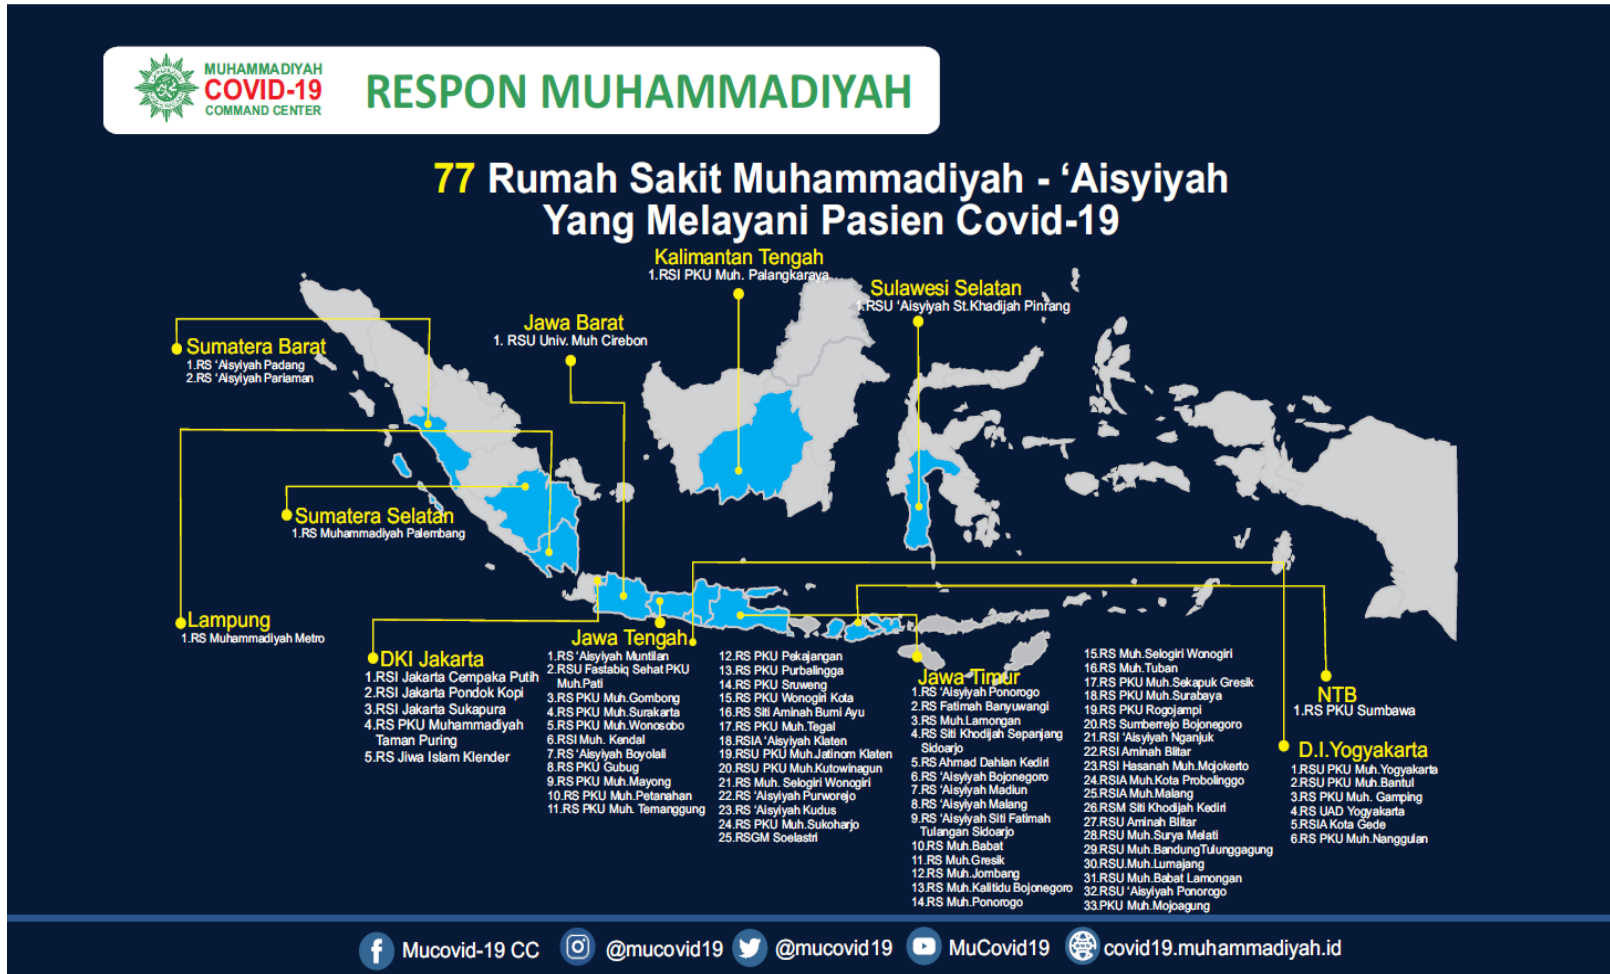 MUHAMMADIYAH
COVID-19
COMMAND CENTER
RESPON MUHAMMADIYAH
77 Rumah Sakit Muhammadiyah - ‘Aisyiyah
Yang Melayani Pasien Covid-19
Kalimantan Tengah
1.RSI PKU Muh. Palangkaraya
Sulawesi Selatan
1.RSU ‘Aisyiyah St.Khadijah Pinrang
Jawa Barat
1. RSU Univ. Muh Cirebon
Sumatera Barat
1.RS ‘Aisyiyah Padang
2.RS ‘Aisyiyah Pariaman
Sumatera Selatan
1.RS Muhammadiyah Palembang
Lampung
1.RS Muhammadiyah Metro
DKI Jakarta
1.RSI Jakarta Cempaka Putih
2.RSI Jakarta Pondok Kopi
3.RSI Jakarta Sukapura
4.RS PKU Muhammadiyah
Taman Puring
5.RS Jiwa Islam Klender
Jawa Tengah
1.RS ‘Aisyiyah Muntilan
2.RSU Fastabiq Sehat PKU
Muh.Pati
3.RS PKU Muh.Gombong
4.RS PKU Muh.Surakarta
5.RS PKU Muh.Wonosobo
6.RSI Muh. Kendal
7.RS ‘Aisyiyah Boyolali
8.RS PKU Gubug
9.RS PKU Muh.Mayong
10.RS PKU Muh.Petanahan
11.RS PKU Muh. Temanggung
12.RS PKU Pekajangan
13.RS PKU Purbalingga
14.RS PKU Sruweng
15.RS PKU Wonogiri Kota
16.RS Siti Aminah Bumi Ayu
17.RS PKU Muh.Tegal
18.RSIA ‘Aisyiyah Klaten
19.RSU PKU Muh.Jatinom Klaten
20.RSU PKU Muh.Kutowinagun
21.RS Muh. Selogiri Wonogiri
22.RS ‘Aisyiyah Purworejo
23.RS ‘Aisyiyah Kudus
24.RS PKU Muh.Sukoharjo
25.RSGM Soelastri
Jawa Timur
1.RS ‘Aisyiyah Ponorogo
2.RS Fatimah Banyuwangi
3.RS Muh.Lamongan
4.RS Siti Khodijah Sepanjang
Sidoarjo
5.RS Ahmad Dahlan Kediri
6.RS ‘Aisyiyah Bojonegoro
7.RS ‘Aisyiyah Madiun
8.RS ‘Aisyiyah Malang
9.RS ‘Aisyiyah Siti Fatimah
Tulangan Sidoarjo
10.RS Muh.Babat
11.RS Muh.Gresik
12.RS Muh.Jombang
13.RS Muh.Kalitidu Bojonegoro
14.RS Muh.Ponorogo
15.RS Muh.Selogiri Wonogiri
16.RS Muh.Tuban
17.RS PKU Muh.Sekapuk Gresik
18.RS PKU Muh.Surabaya
19.RS PKU Rogojampi
20.RS Sumberrejo Bojonegoro
21.RSI ‘Aisyiyah Nganjuk
22.RSI Aminah Blitar
23.RSI Hasanah Muh.Mojokerto
24.RSIA Muh.Kota Probolinggo
25.RSIA Muh.Malang
26.RSM Siti Khodijah Kediri
27.RSU Aminah Blitar
28.RSU Muh.Surya Melati
29.RSU Muh.BandungTulunggagung
30.RSU.Muh.Lumajang
31.RSU Muh.Babat Lamongan
32.RSU ‘Aisyiyah Ponorogo
33.PKU Muh.Mojoagung
NTB
1.RS PKU Sumbawa
D.I.Yogyakarta
1.RSU PKU Muh.Yogyakarta
2.RSU PKU Muh.Bantul
3.RS PKU Muh. Gamping
4.RS UAD Yogyakarta
5.RSIA Kota Gede
6.RS PKU Muh.Nanggulan
Mucovid-19 CC
@mucovid19
@mucovid19
MuCovid19
covid19.muhammadiyah.id